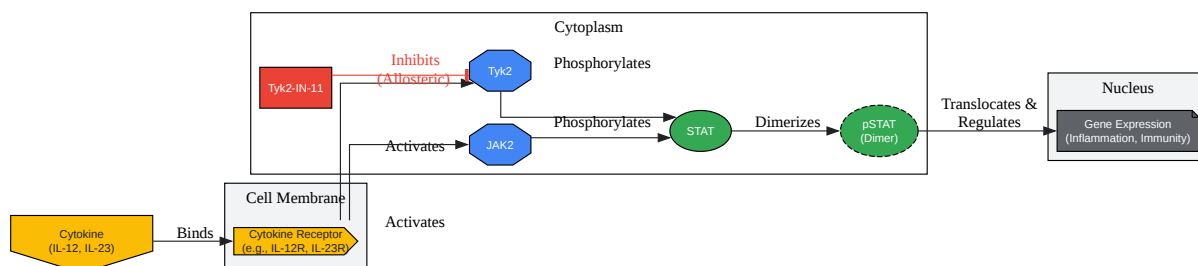 Cytoplasm
Inhibits
(Allosteric)
Tyk2-IN-11
Tyk2
Phosphorylates
JAK2
Activates
Phosphorylates
STAT
Dimerizes
pSTAT
(Dimer)
Translocates &
Regulates
Nucleus
Gene Expression
(Inflammation, Immunity)
Cell Membrane
Cytokine
(IL-12, IL-23)
Binds
Cytokine Receptor
(e.g., IL-12R, IL-23R)
Activates